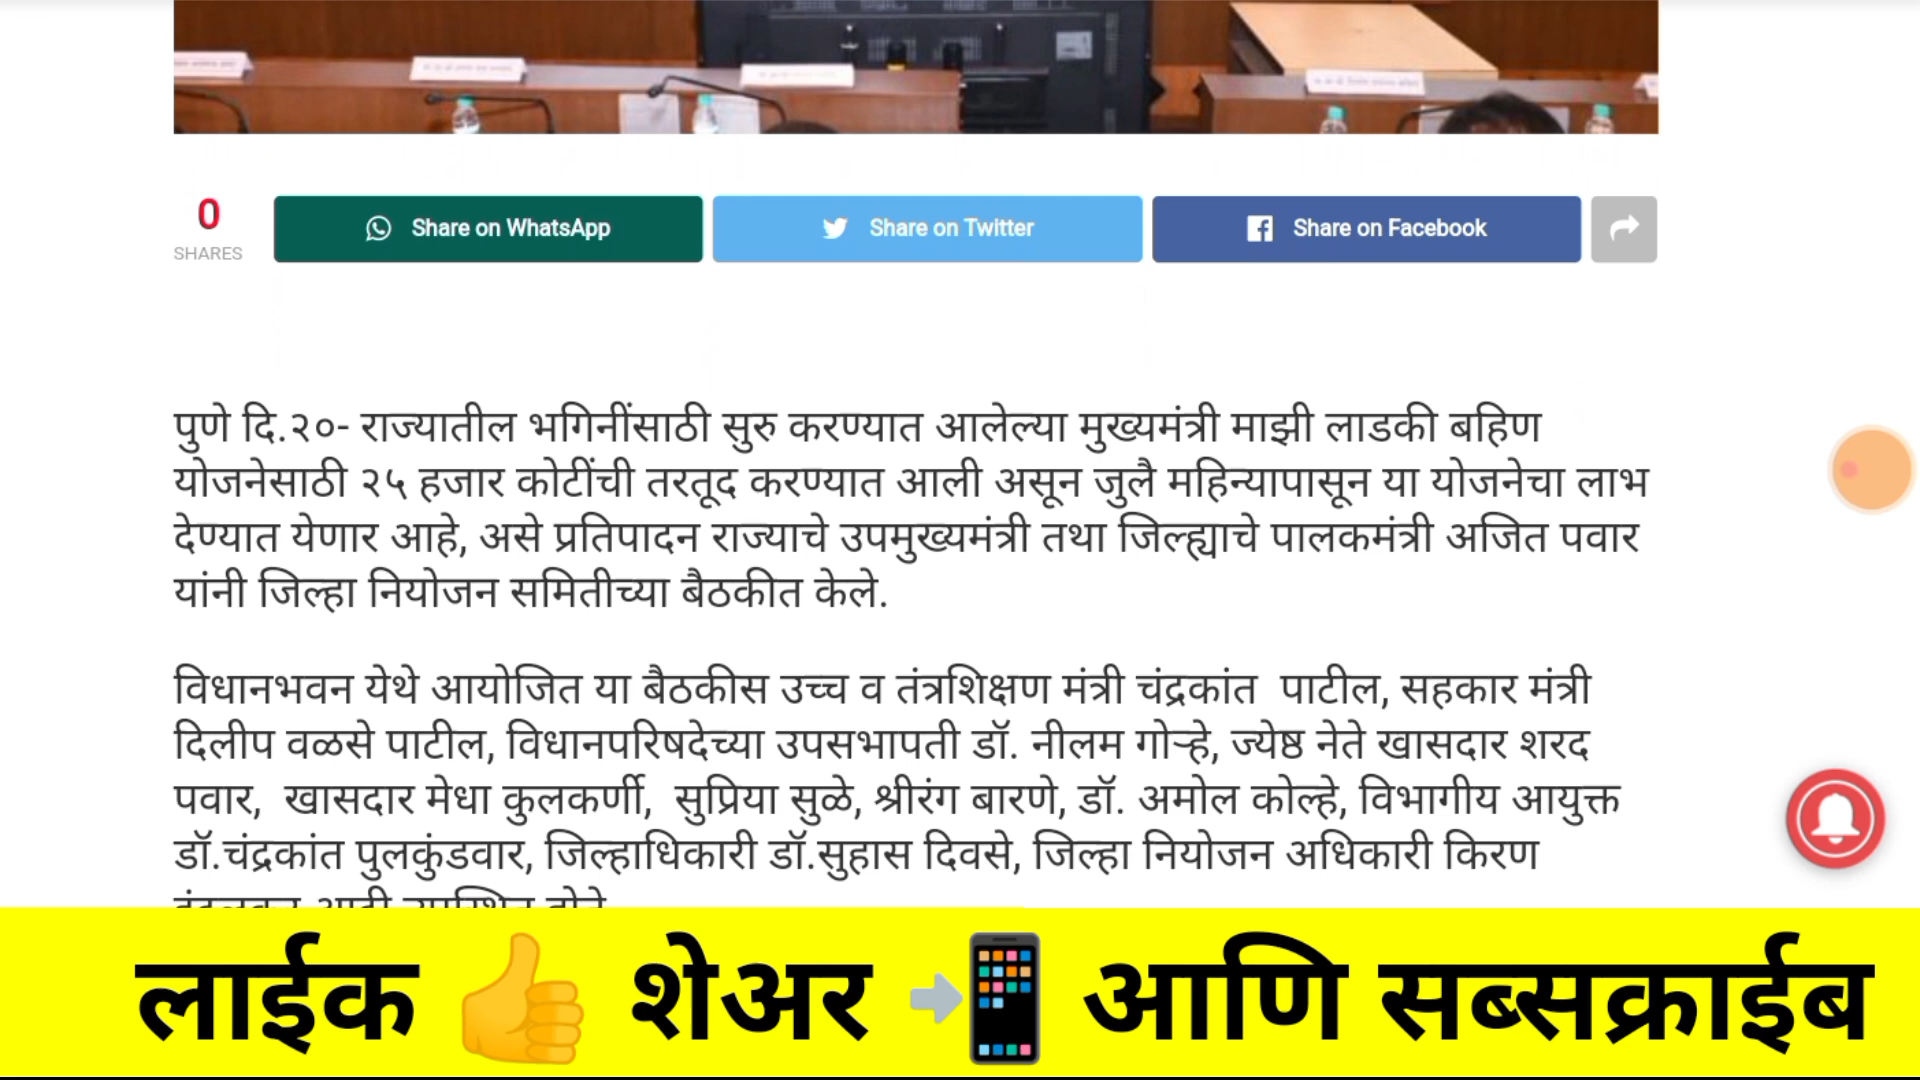 0
SHARES
Share on WhatsApp
Share on Twitter
Share on Facebook
पुणे दि.२०- राज्यातील भगिनींसाठी सुरु करण्यात आलेल्या मुख्यमंत्री माझी लाडकी बहिण
योजनेसाठी २५ हजार कोटींची तरतूद करण्यात आली असून जुलै महिन्यापासून या योजनेचा लाभ
देण्यात येणार आहे, असे प्रतिपादन राज्याचे उपमुख्यमंत्री तथा जिल्ह्याचे पालकमंत्री अजित पवार
यांनी जिल्हा नियोजन समितीच्या बैठकीत केले.
विधानभवन येथे आयोजित या बैठकीस उच्च व तंत्रशिक्षण मंत्री चंद्रकांत  पाटील, सहकार मंत्री
दिलीप वळसे पाटील, विधानपरिषदेच्या उपसभापती डॉ. नीलम गोऱ्हे, ज्येष्ठ नेते खासदार शरद
पवार,  खासदार मेधा कुलकर्णी,  सुप्रिया सुळे, श्रीरंग बारणे, डॉ. अमोल कोल्हे, विभागीय आयुक्त
डॉ.चंद्रकांत पुलकुंडवार, जिल्हाधिकारी डॉ.सुहास दिवसे, जिल्हा नियोजन अधिकारी किरण
लाईक 👍 शेअर 📲 आणि सब्सक्राईब